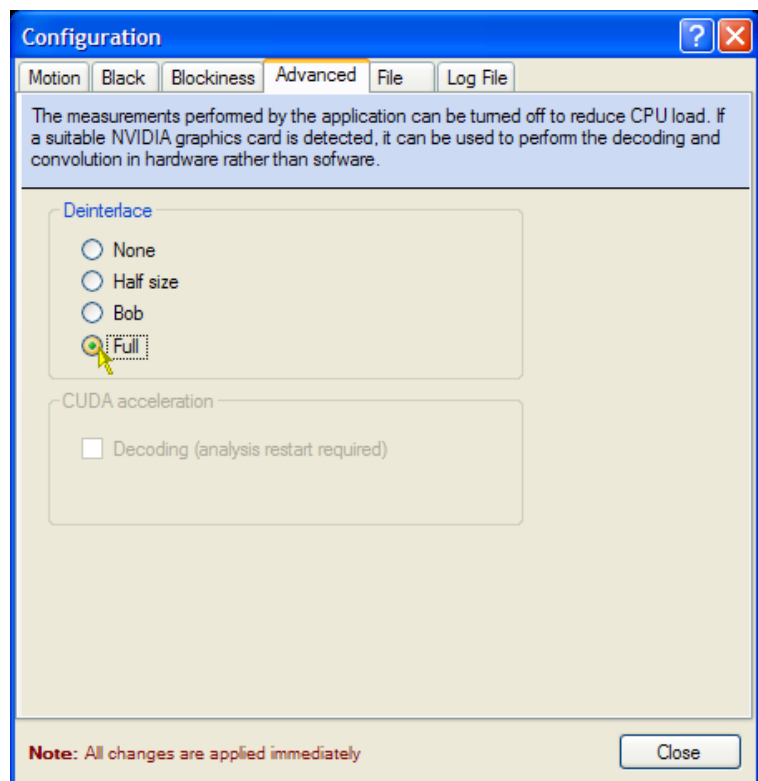 Configuration
Motion Black Blockiness Advanced File Log File
The measurements performed by the application can be turned off to reduce CPU load. If
a suitable NVIDIA graphics card is detected, it can be used to perform the decoding and
convolution in hardware rather than sofware.
Deinterlace
None
Half size
Bob
Full
CUDA acceleration
Decoding (analysis restart required)
Note: All changes are applied immediately
Close